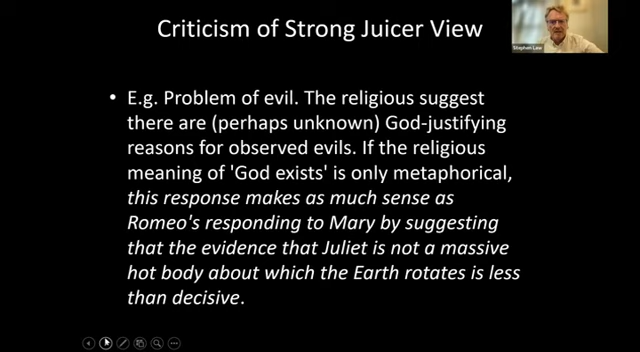 Criticism of Strong Juicer View
Stephen Law
• E.g. Problem of evil. The religious suggest
there are (perhaps unknown) God-justifying
reasons for observed evils. If the religious
meaning of 'God exists' is only metaphorical,
this response makes as much sense as
Romeo's responding to Mary by suggesting
that the evidence that Juliet is not a massive
hot body about which the Earth rotates is less
than decisive.